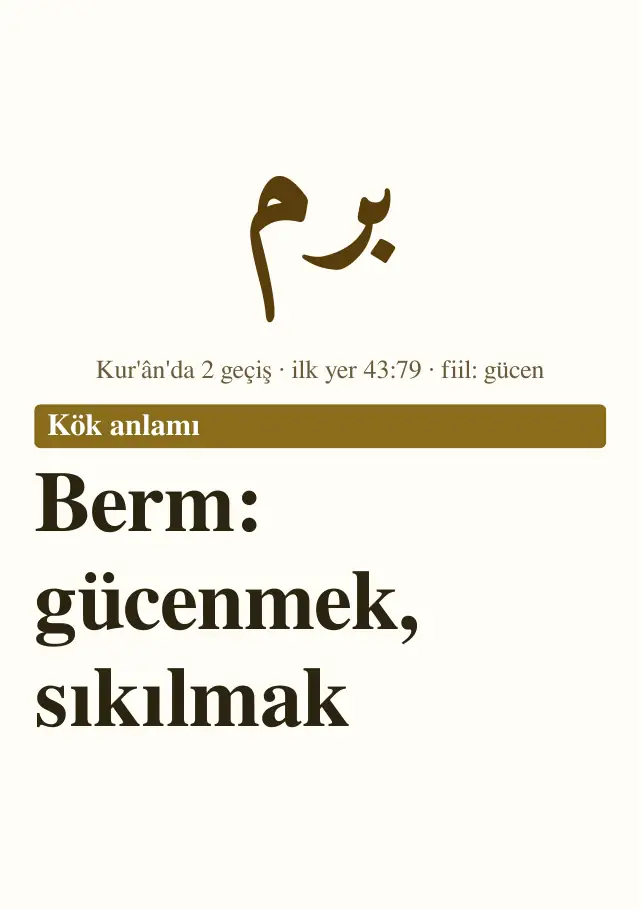 برم
Kur'ân'da 2 geçiş · ilk yer 43:79 · fiil: gücen
Kök anlamı
Berm:
gücenmek,
sıkılmak